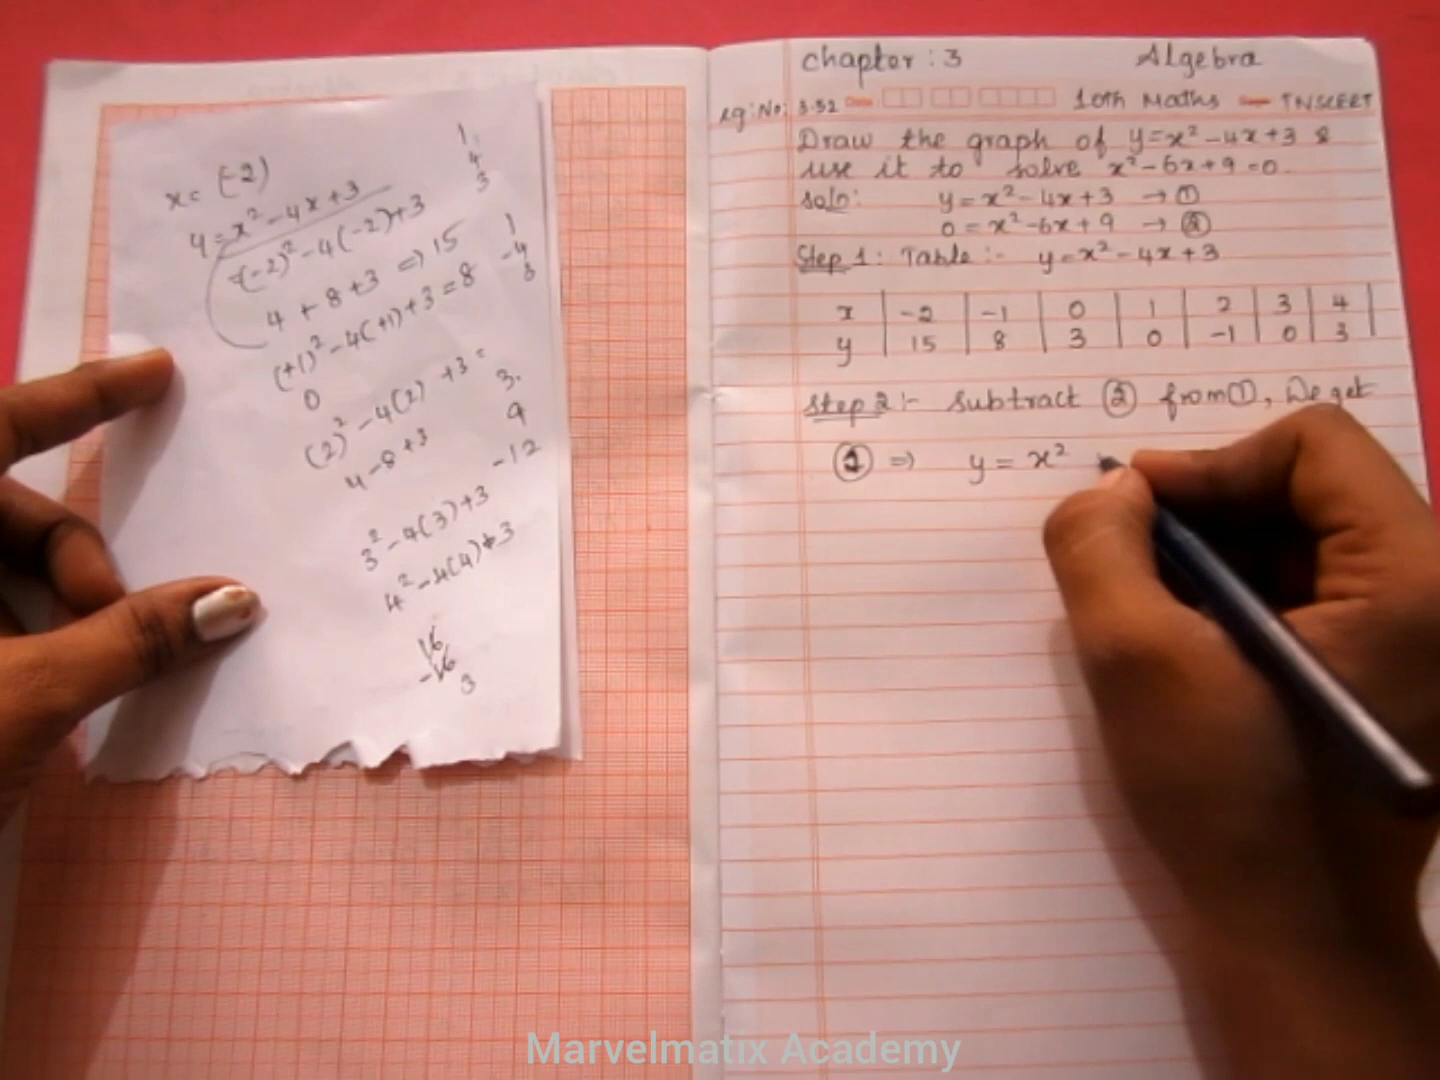 x = (-2)
y = x² - 4x + 3
(-2)² - 4(-2) + 3
4 + 8 + 3 => 15
(+1)² - 4(+1) + 3 = 8
0
(2)² - 4(2) + 3 =
4 - 8 + 3
3² - 4(3) + 3
4² - 4(4) + 3
16
-16
3
1
4
3
1
-4
3.
9
-12
Chapter : 3 Algebra
eg: No: 3.52 10th Maths TNSCERT
Draw the graph of y = x² - 4x + 3 &
use it to solve x² - 6x + 9 = 0.
Soln: y = x² - 4x + 3 → ①
0 = x² - 6x + 9 → ②
Step 1 : Table :- y = x² - 4x + 3
x | -2 | -1 | 0 | 1 | 2 | 3 | 4 |
y | 15 | 8 | 3 | 0 | -1 | 0 | 3 |
Step 2 :- Subtract ② from ①, We get
① => y = x²
Marvelmatix Academy